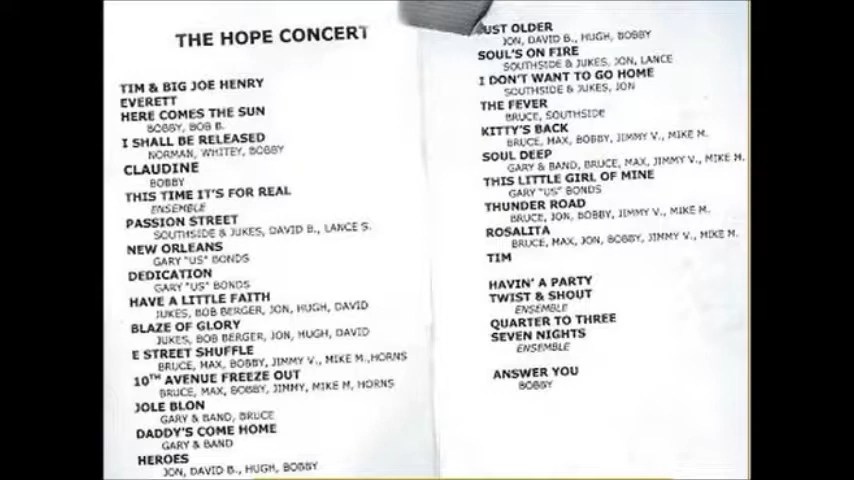 THE HOPE CONCERT
TIM & BIG JOE HENRY
EVERETT
HERE COMES THE SUN
BOBBY, BOB B.
I SHALL BE RELEASED
NORMAN, WHITEY, BOBBY
CLAUDINE
BOBBY
THIS TIME IT'S FOR REAL
ENSEMBLE
PASSION STREET
SOUTHSIDE & JUKES, DAVID B., LANCE S.
NEW ORLEANS
GARY "US" BONDS
DEDICATION
GARY "US" BONDS
HAVE A LITTLE FAITH
JUKES, BOB BERGER, JON, HUGH, DAVID
BLAZE OF GLORY
JUKES, BOB BERGER, JON, HUGH, DAVID
E STREET SHUFFLE
BRUCE, MAX, BOBBY, JIMMY V., MIKE M.,HORNS
10TH AVENUE FREEZE OUT
BRUCE, MAX, BOBBY, JIMMY, MIKE M, HORNS
JOLE BLON
GARY & BAND, BRUCE
DADDY'S COME HOME
GARY & BAND
HEROES
JON, DAVID B., HUGH, BOBBY
JUST OLDER
JON, DAVID B., HUGH, BOBBY
SOUL'S ON FIRE
SOUTHSIDE & JUKES, JON, LANCE
I DON'T WANT TO GO HOME
SOUTHSIDE & JUKES, JON
THE FEVER
BRUCE, SOUTHSIDE
KITTY'S BACK
BRUCE, MAX, BOBBY, JIMMY V., MIKE M.
SOUL DEEP
GARY & BAND, BRUCE, MAX, JIMMY V., MIKE M.
THIS LITTLE GIRL OF MINE
GARY "US" BONDS
THUNDER ROAD
BRUCE, JON, BOBBY, JIMMY V., MIKE M.
ROSALITA
BRUCE, MAX, JON, BOBBY, JIMMY V., MIKE M.
TIM
HAVIN' A PARTY
TWIST & SHOUT
ENSEMBLE
QUARTER TO THREE
SEVEN NIGHTS
ENSEMBLE
ANSWER YOU
BOBBY